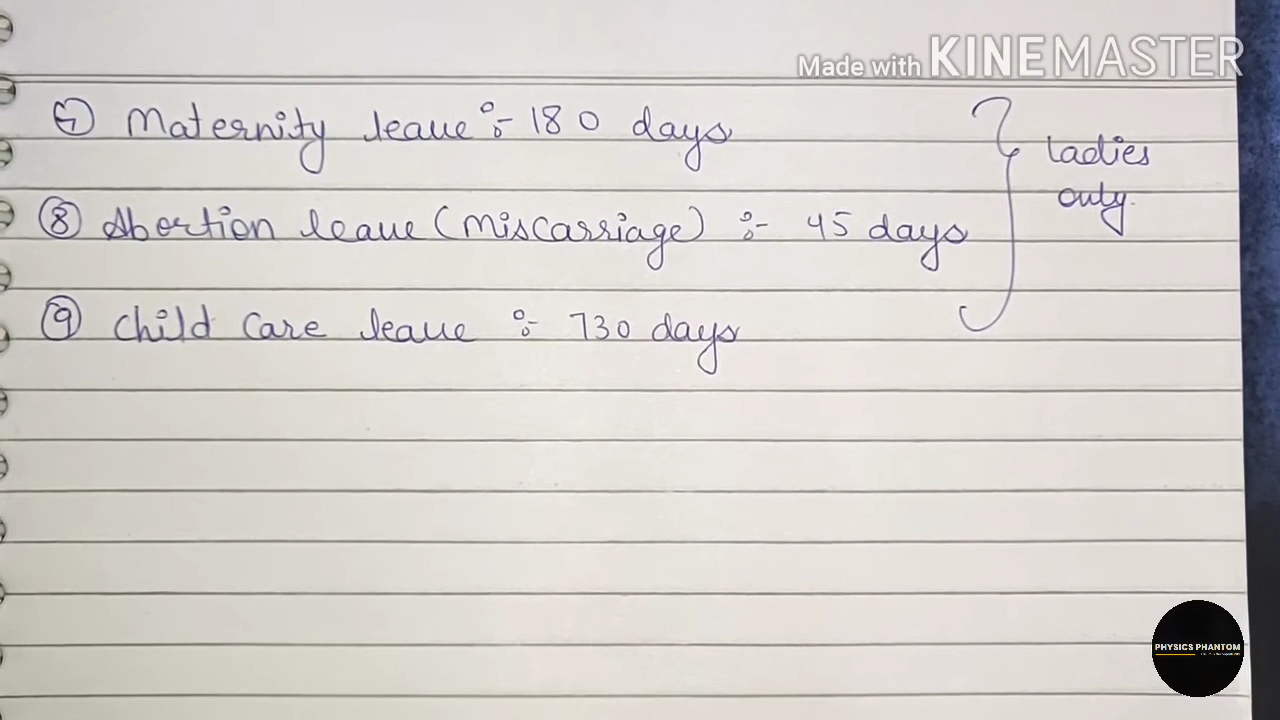 Made with KINEMASTER
⑦ Maternity leave :- 180 days
Ladies
only.
⑧ Abortion leave (Miscarriage) :- 45 days
⑨ Child Care leave :- 730 days
PHYSICS PHANTOM